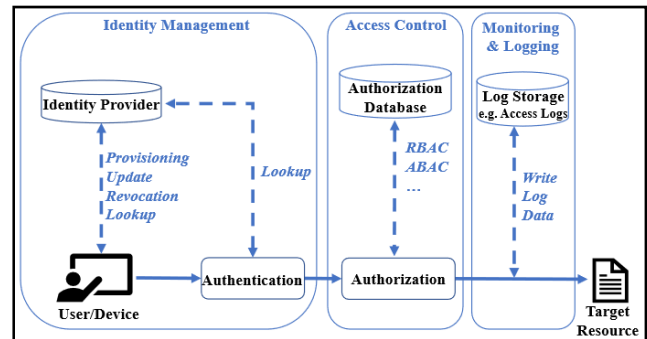 Identity Management
Access Control
Monitoring
& Logging
Identity Provider
Authorization
Database
Log Storage
e.g. Access Logs
Provisioning
Update
Revocation
Lookup
Lookup
RBAC
ABAC
...
Write
Log
Data
User/Device
Authentication
Authorization
Target
Resource